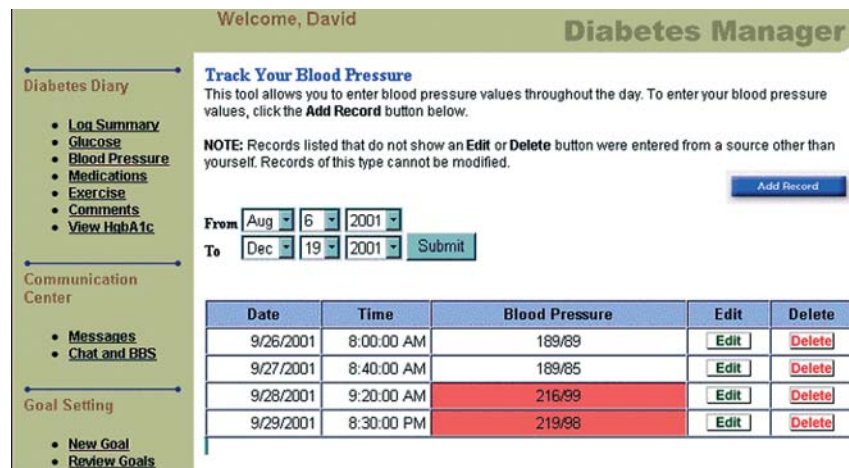 Welcome, David
Diabetes Manager
Diabetes Diary
Log Summary
Glucose
Blood Pressure
Medications
Exercise
Comments
View HgbA1c
Communication
Center
Messages
Chat and BBS
Goal Setting
New Goal
Review Goals
Track Your Blood Pressure
This tool allows you to enter blood pressure values throughout the day. To enter your blood pressure
values, click the Add Record button below.
NOTE: Records listed that do not show an Edit or Delete button were entered from a source other than
yourself. Records of this type cannot be modified.
Add Record
From Aug 6 2001
To Dec 19 2001 Submit
Date Time Blood Pressure Edit Delete
9/26/2001 8:00:00 AM 189/89 Edit Delete
9/27/2001 8:40:00 AM 189/85 Edit Delete
9/28/2001 9:20:00 AM 216/99 Edit Delete
9/29/2001 8:30:00 PM 219/98 Edit Delete